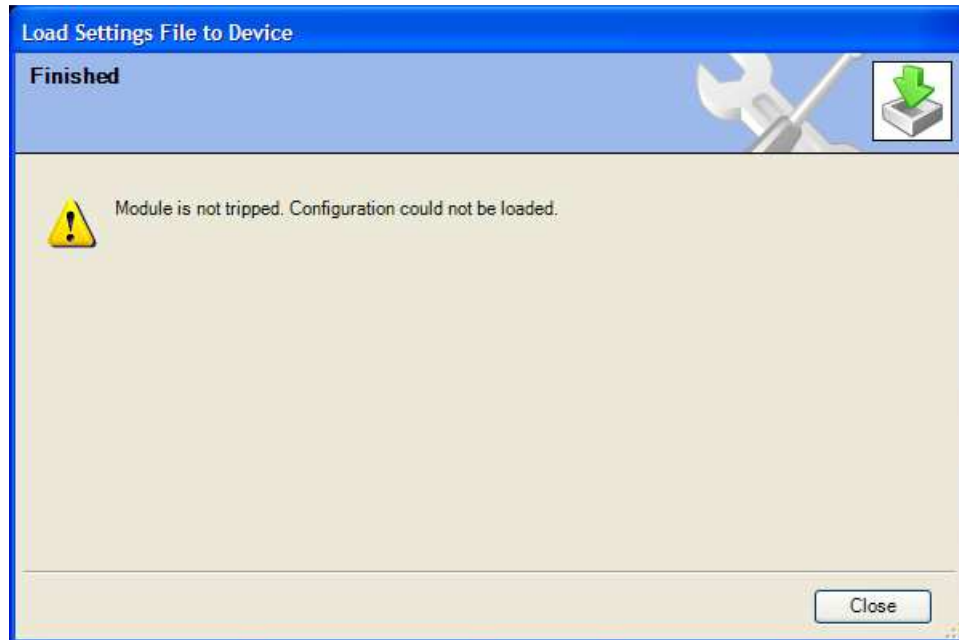 Load Settings File to Device
Finished
Module is not tripped. Configuration could not be loaded.
Close